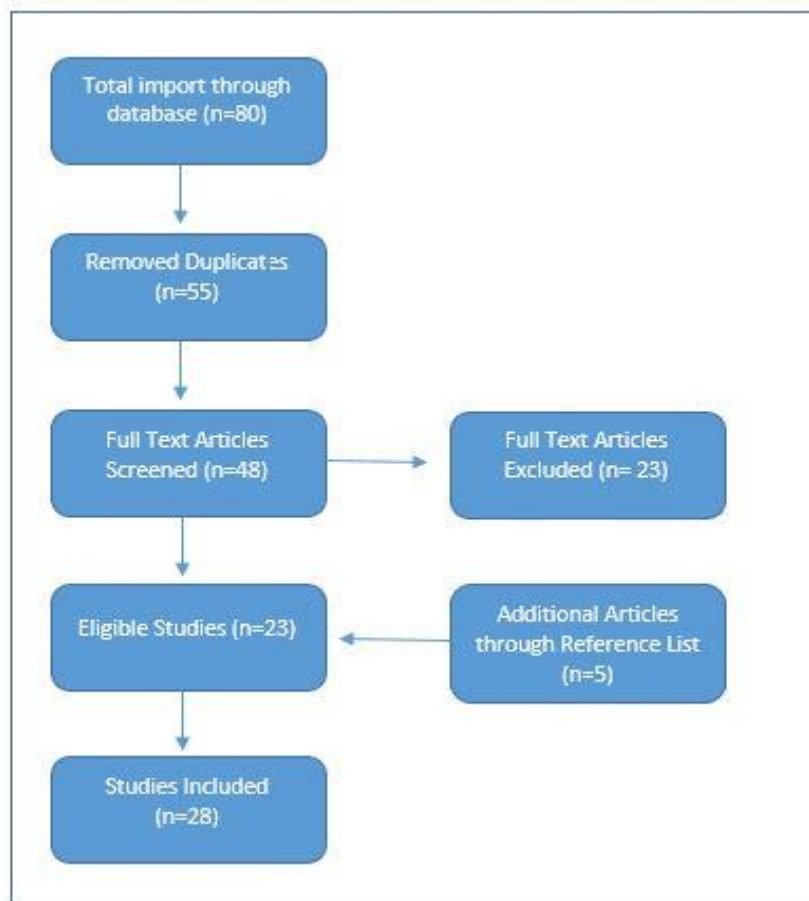 Total import through
database (n=80)
Removed Duplicates
(n=55)
Full Text Articles
Screened (n=48)
Full Text Articles
Excluded (n= 23)
Eligible Studies (n=23)
Additional Articles
through Reference List
(n=5)
Studies Included
(n=28)